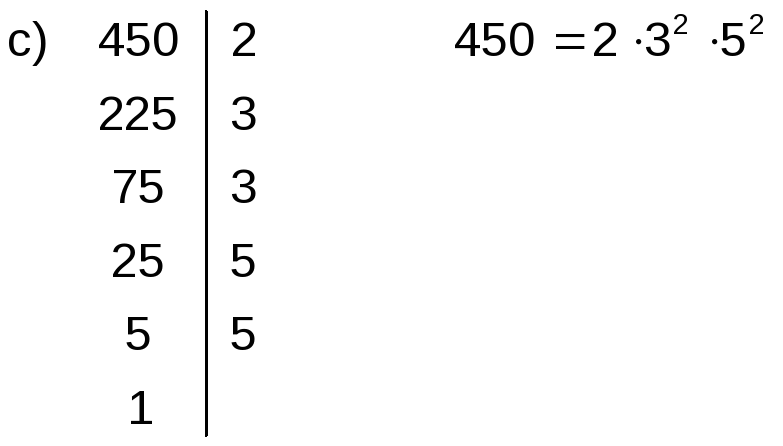 c) 450 | 2 450 = 2 · 3² · 5²
225 | 3
75 | 3
25 | 5
5 | 5
1 |